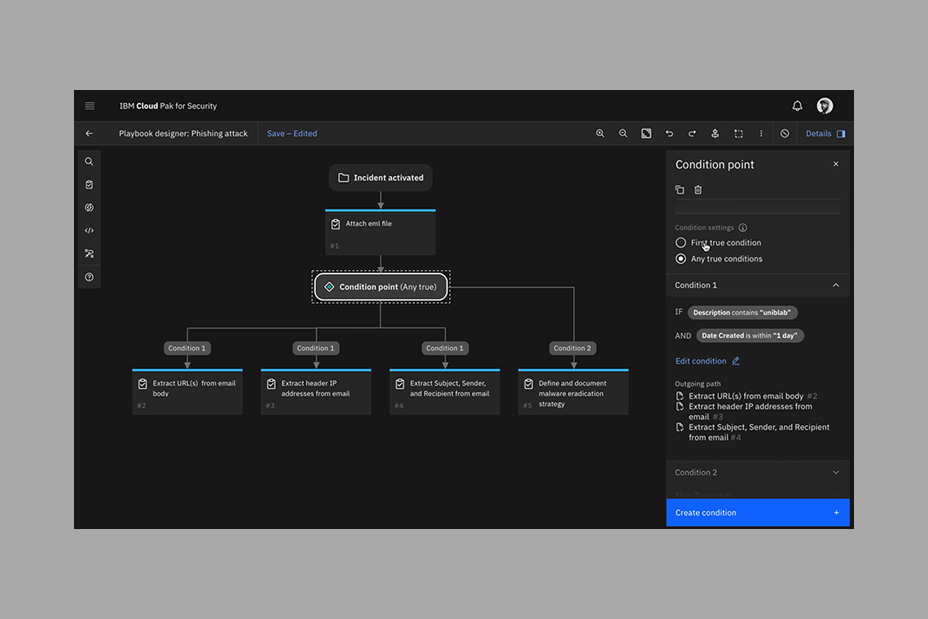 IBM Cloud Pak for Security
Playbook designer: Phishing attack
Save – Edited
Details
Incident activated
Attach eml file
#1
Condition point (Any true)
Condition 1
Condition 1
Condition 1
Condition 2
Extract URL(s) from email
body
#2
Extract header IP
addresses from email
#3
Extract Subject, Sender,
and Recipient from email
#4
Define and document
malware eradication
strategy
#5
Condition point
Condition settings
First true condition
Any true conditions
Condition 1
IF Description contains "uniblab"
AND Date Created is within "1 day"
Edit condition
Outgoing path
Extract URL(s) from email body #2
Extract header IP addresses from
email #3
Extract Subject, Sender, and Recipient
from email #4
Condition 2
Create condition +